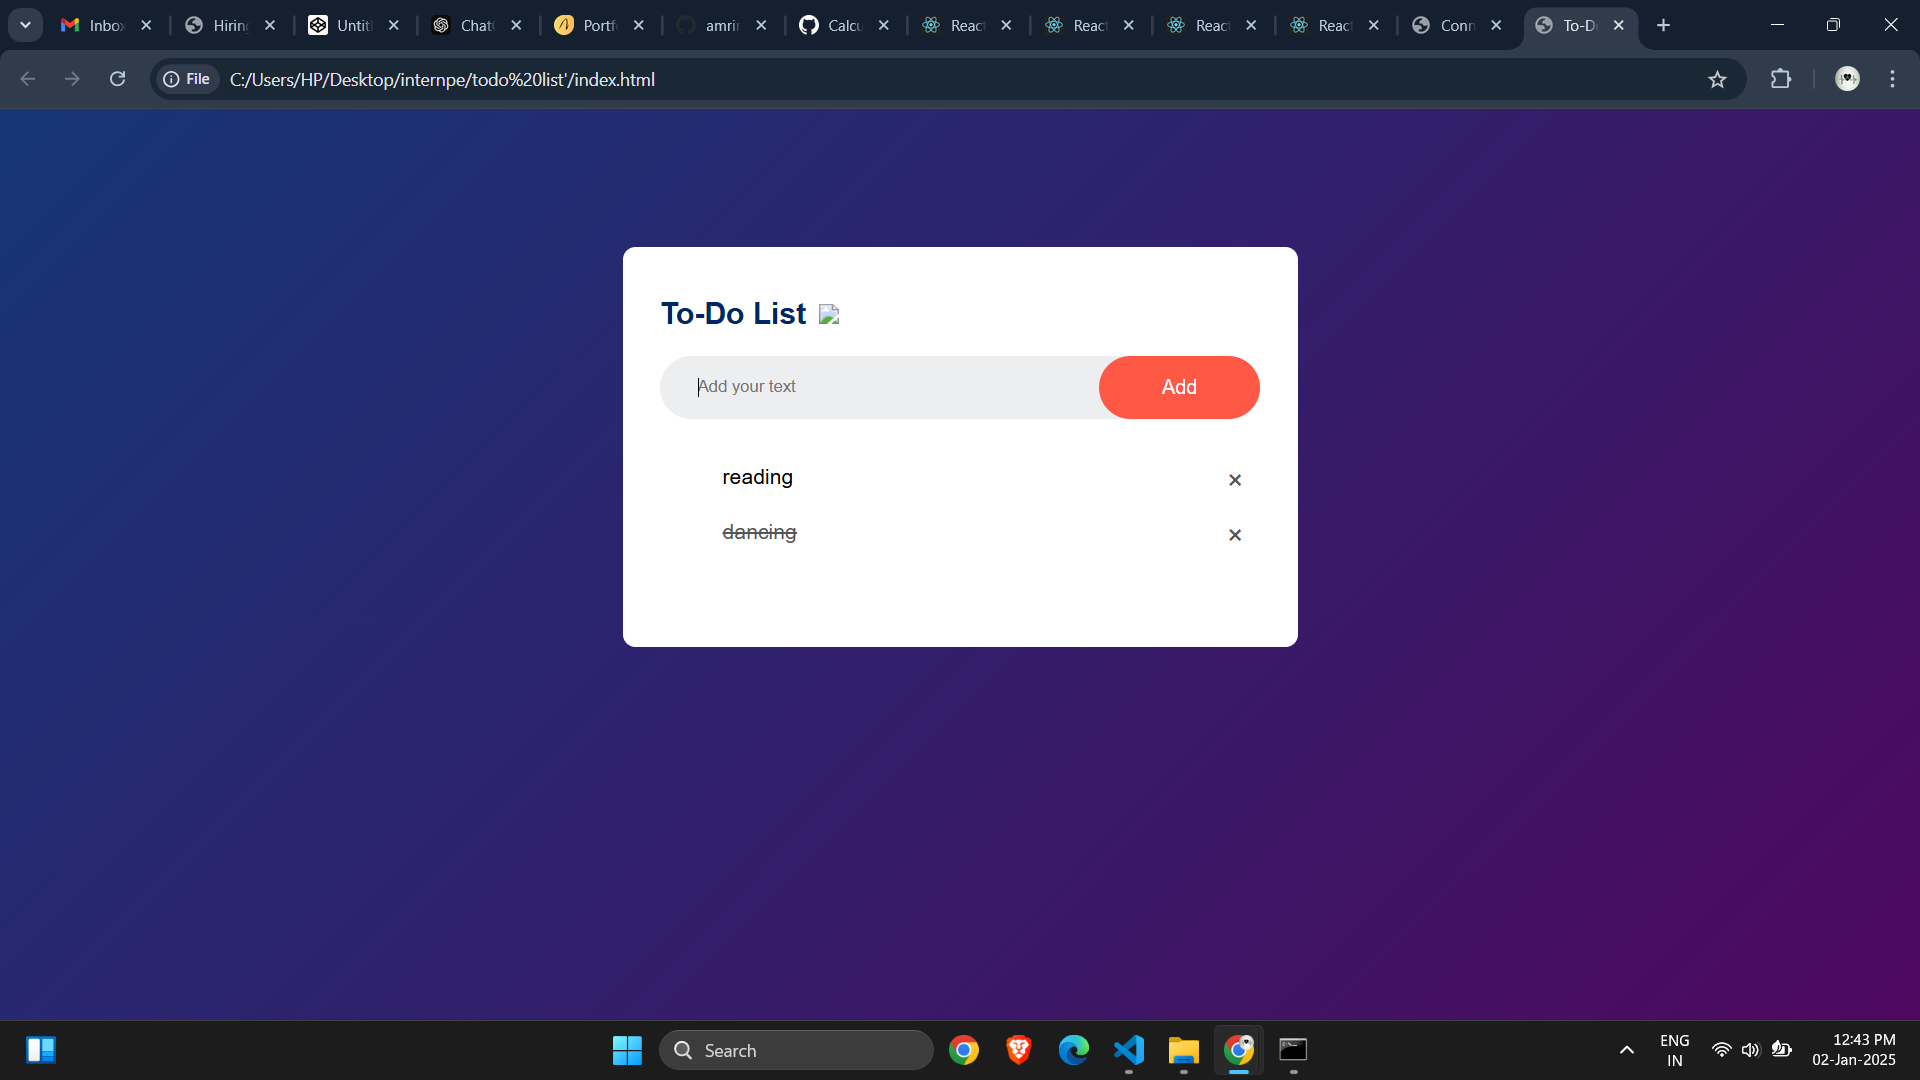 Inbox
Hiring
Untitl
ChatG
Portf
amrin
Calcu
React
React
React
React
Conn
To-D
File
C:/Users/HP/Desktop/internpe/todo%20list'/index.html
To-Do List
Add your text
Add
reading
dancing
Search
ENG
IN
12:43 PM
02-Jan-2025